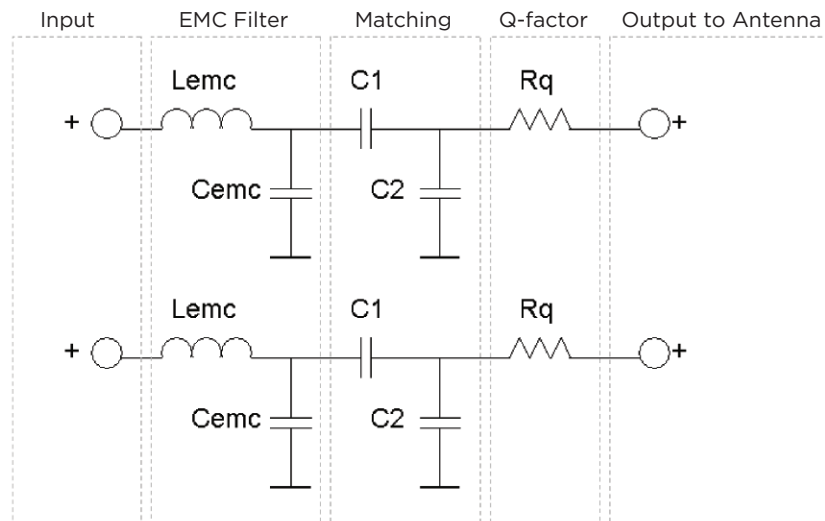 Input EMC Filter Matching Q-factor Output to Antenna
Lemc C1 Rq
+ +
Cemc C2
Lemc C1 Rq
+ +
Cemc C2